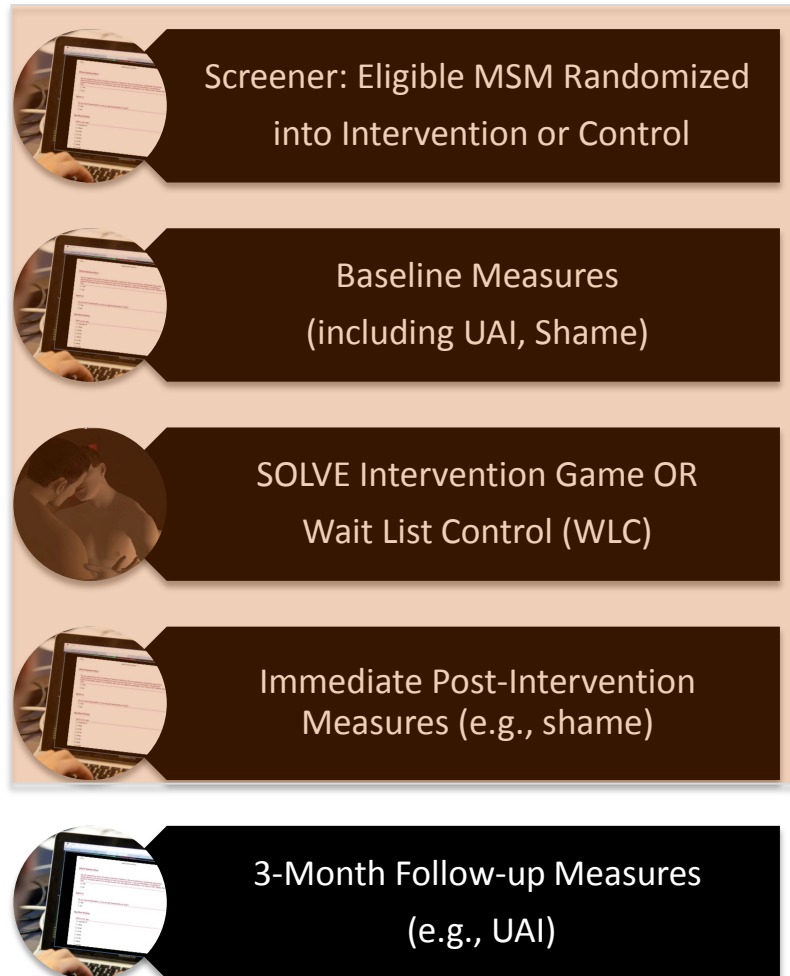 Screener: Eligible MSM Randomized
into Intervention or Control
Baseline Measures
(including UAI, Shame)
SOLVE Intervention Game OR
Wait List Control (WLC)
Immediate Post-Intervention
Measures (e.g., shame)
3-Month Follow-up Measures
(e.g., UAI)